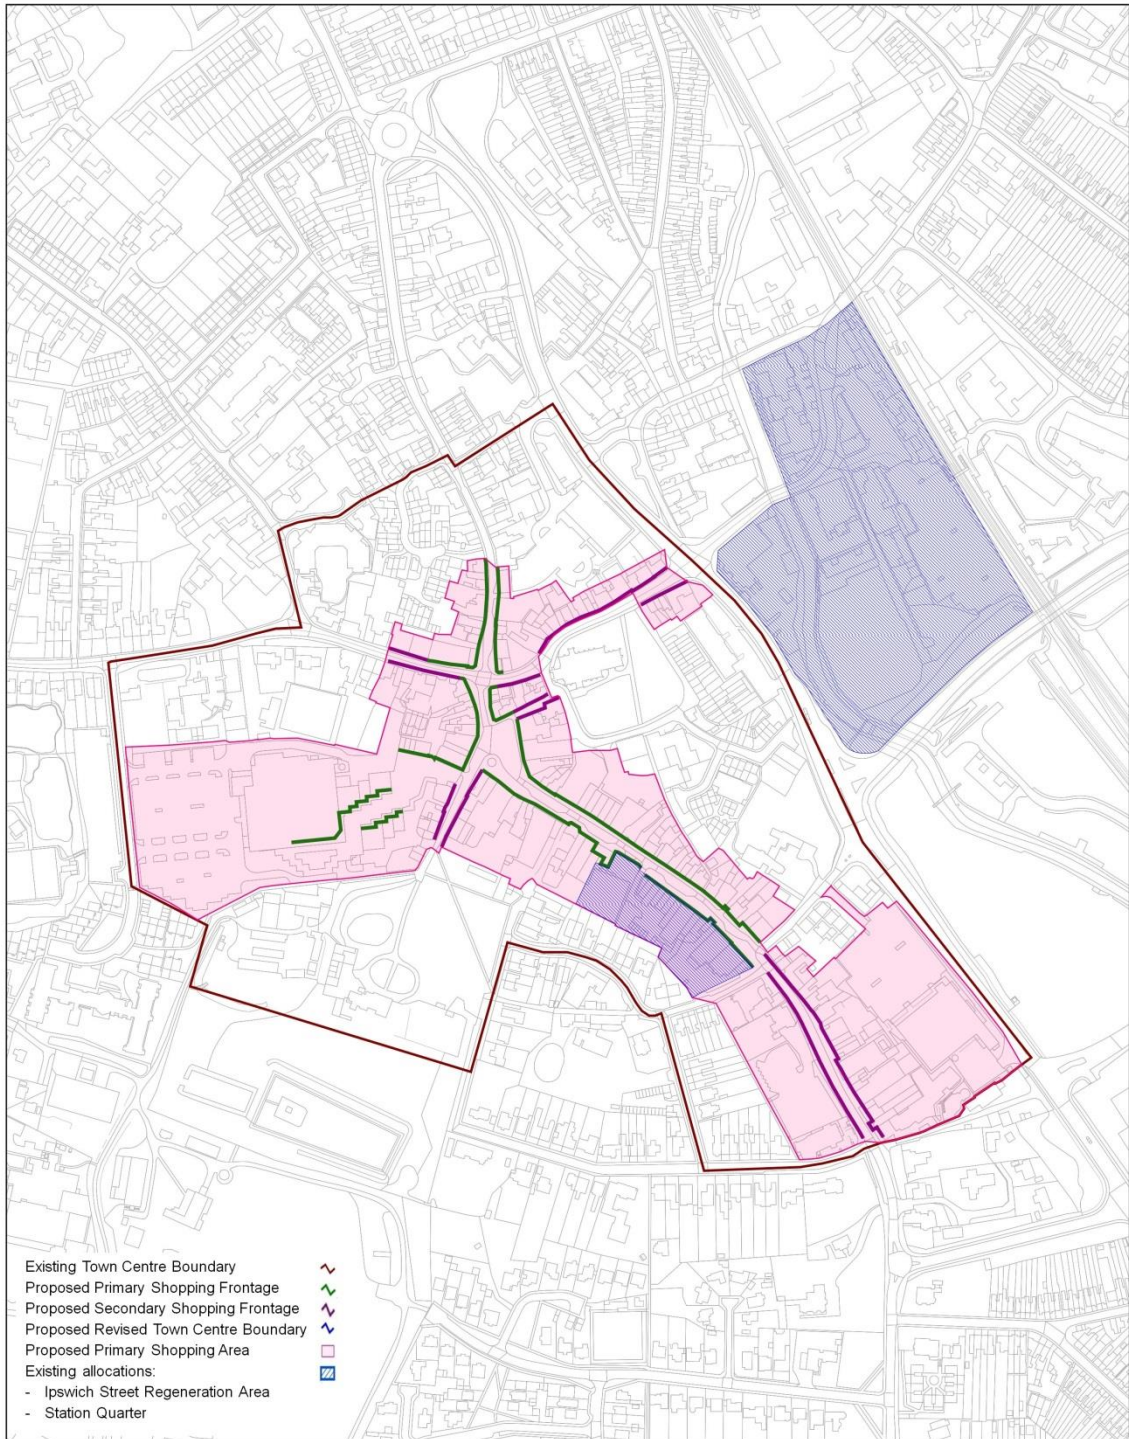 Existing Town Centre Boundary
Proposed Primary Shopping Frontage
Proposed Secondary Shopping Frontage
Proposed Revised Town Centre Boundary
Proposed Primary Shopping Area
Existing allocations:
- Ipswich Street Regeneration Area
- Station Quarter